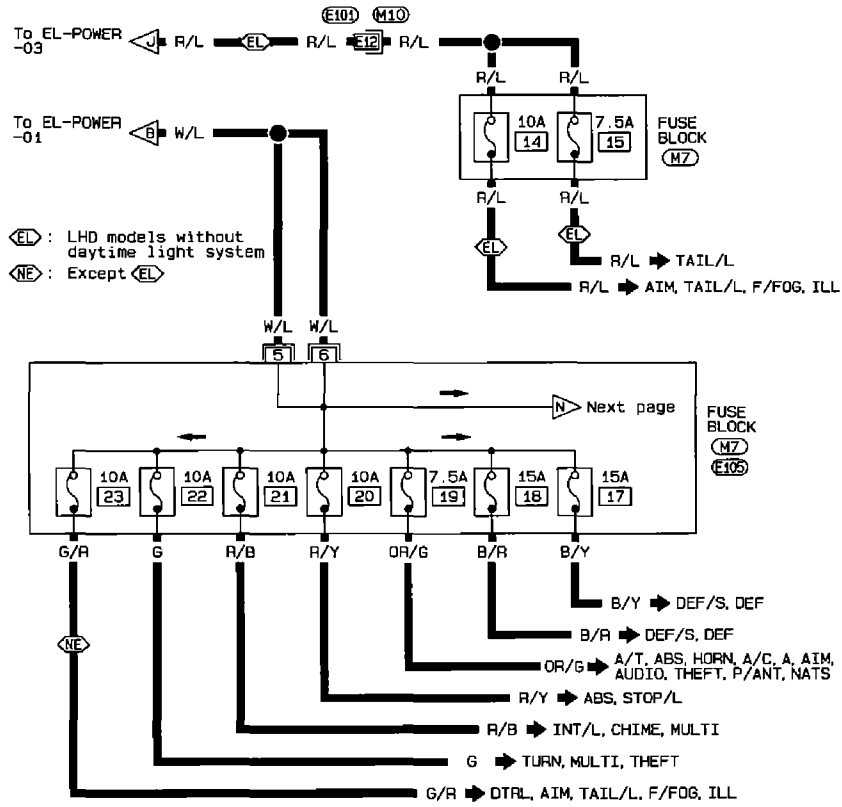 E101 M10
To EL-POWER -03 J R/L EL R/L E12 R/L
R/L R/L
10A 14 7.5A 15 FUSE BLOCK M7
R/L R/L
EL EL
R/L TAIL/L
R/L AIM, TAIL/L, F/FOG, ILL
To EL-POWER -01 B W/L
EL : LHD models without
daytime light system
NE : Except EL
W/L W/L
5 6
N Next page
FUSE BLOCK
M7
E105
10A 23 10A 22 10A 21 10A 20 7.5A 19 15A 18 15A 17
G/R G R/B R/Y OR/G B/R B/Y
NE
B/Y DEF/S, DEF
B/R DEF/S, DEF
OR/G A/T, ABS, HORN, A/C, A, AIM,
AUDIO, THEFT, P/ANT, NATS
R/Y ABS, STOP/L
R/B INT/L, CHIME, MULTI
G TURN, MULTI, THEFT
G/R DTRL, AIM, TAIL/L, F/FOG, ILL